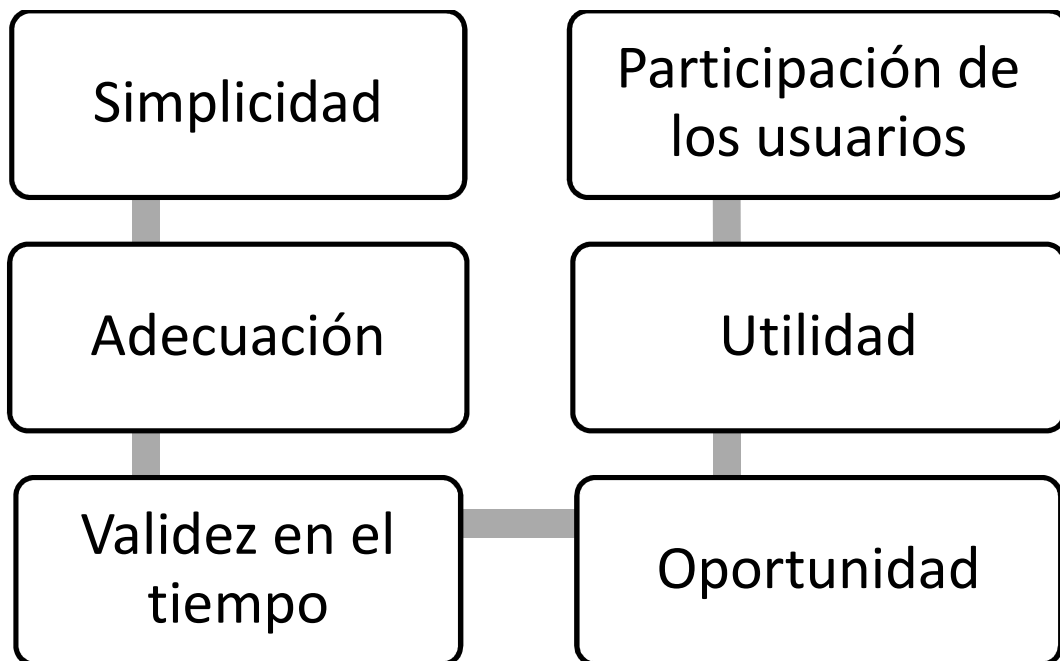 Simplicidad
Adecuación
Validez en el
tiempo
Oportunidad
Utilidad
Participación de
los usuarios